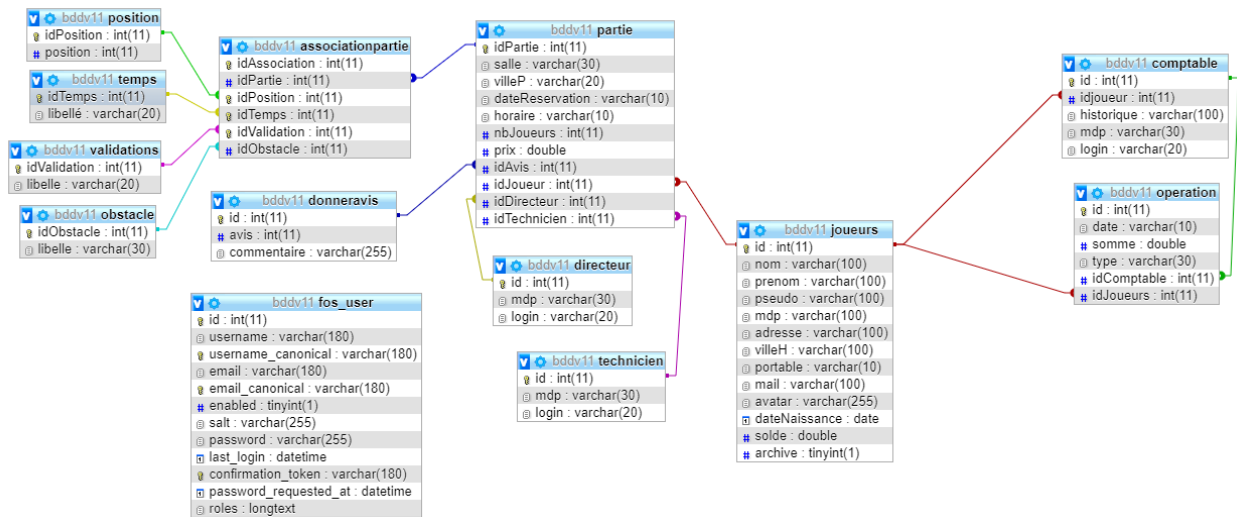 bddv11 position
idPosition : int(11)
position : int(11)
bddv11 temps
idTemps : int(11)
libellé : varchar(20)
bddv11 validations
idValidation : int(11)
libelle : varchar(20)
bddv11 obstacle
idObstacle : int(11)
libelle : varchar(30)
bddv11 associationpartie
idAssociation : int(11)
idPartie : int(11)
idPosition : int(11)
idTemps : int(11)
idValidation : int(11)
idObstacle : int(11)
bddv11 donneravis
id : int(11)
avis : int(11)
commentaire : varchar(255)
bddv11 fos_user
id : int(11)
username : varchar(180)
username_canonical : varchar(180)
email : varchar(180)
email_canonical : varchar(180)
enabled : tinyint(1)
salt : varchar(255)
password : varchar(255)
last_login : datetime
confirmation_token : varchar(180)
password_requested_at : datetime
roles : longtext
bddv11 partie
idPartie : int(11)
salle : varchar(30)
villeP : varchar(20)
dateReservation : varchar(10)
horaire : varchar(10)
nbJoueurs : int(11)
prix : double
idAvis : int(11)
idJoueur : int(11)
idDirecteur : int(11)
idTechnicien : int(11)
bddv11 directeur
id : int(11)
mdp : varchar(30)
login : varchar(20)
bddv11 technicien
id : int(11)
mdp : varchar(30)
login : varchar(20)
bddv11 joueurs
id : int(11)
nom : varchar(100)
prenom : varchar(100)
pseudo : varchar(100)
mdp : varchar(100)
adresse : varchar(100)
villeH : varchar(100)
portable : varchar(10)
mail : varchar(100)
avatar : varchar(255)
dateNaissance : date
solde : double
archive : tinyint(1)
bddv11 comptable
id : int(11)
idjoueur : int(11)
historique : varchar(100)
mdp : varchar(30)
login : varchar(20)
bddv11 operation
id : int(11)
date : varchar(10)
somme : double
type : varchar(30)
idComptable : int(11)
idJoueurs : int(11)